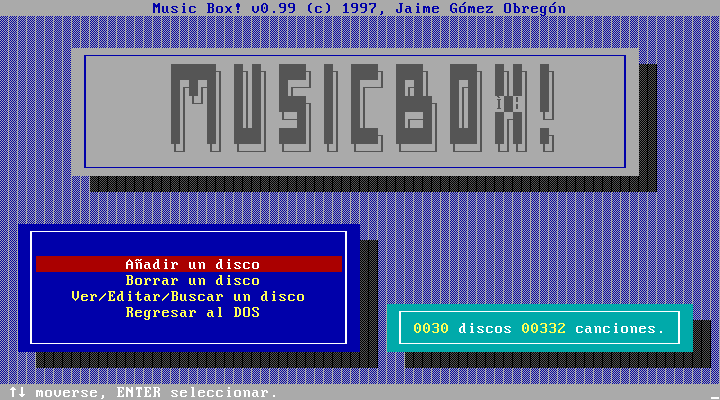 Music Box! v0.99 (c) 1997, Jaime Gómez Obregón
MUSICBOX!
Añadir un disco
Borrar un disco
Ver/Editar/Buscar un disco
Regresar al DOS
0030 discos 00332 canciones.
↑↓ moverse, ENTER seleccionar.